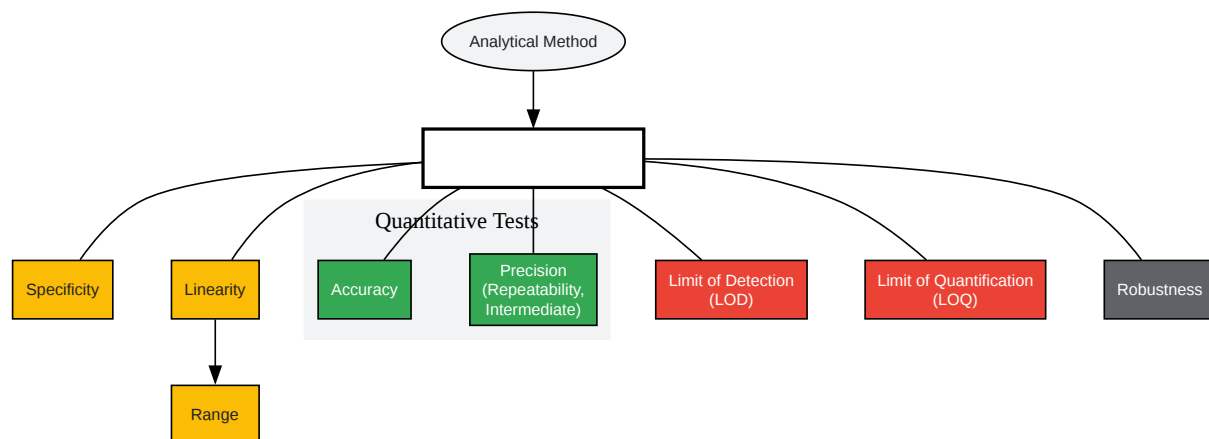 Analytical Method
Quantitative Tests
Specificity
Linearity
Accuracy
Precision
(Repeatability,
Intermediate)
Limit of Detection
(LOD)
Limit of Quantification
(LOQ)
Robustness
Range